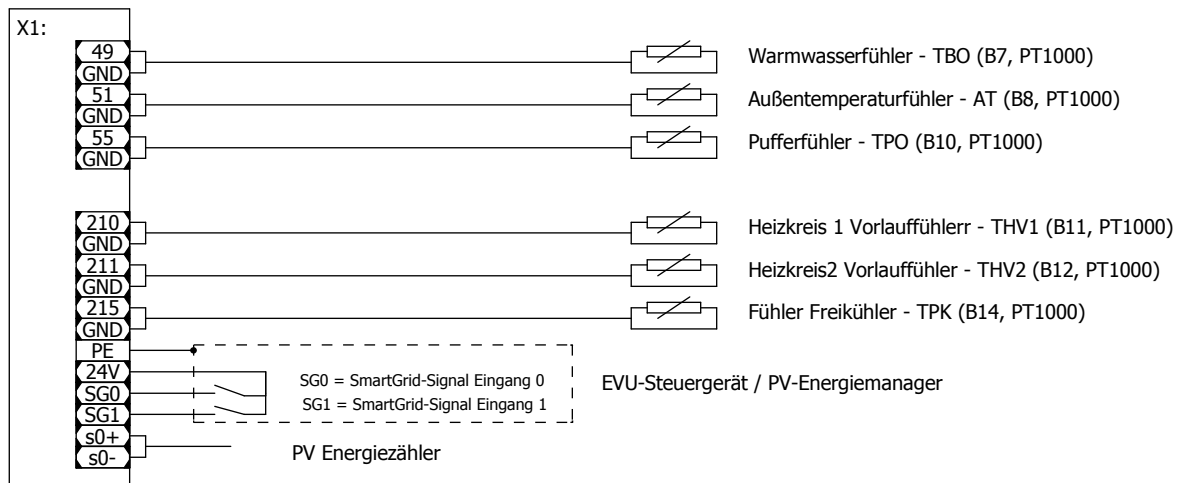 X1:
49
GND
Warmwasserfühler - TBO (B7, PT1000)
51
GND
Außentemperaturfühler - AT (B8, PT1000)
55
GND
Pufferfühler - TPO (B10, PT1000)
210
GND
Heizkreis 1 Vorlauffühlerr - THV1 (B11, PT1000)
211
GND
Heizkreis2 Vorlauffühler - THV2 (B12, PT1000)
215
GND
Fühler Freikühler - TPK (B14, PT1000)
PE
24V
SG0
SG1
SG0 = SmartGrid-Signal Eingang 0
SG1 = SmartGrid-Signal Eingang 1
EVU-Steuergerät / PV-Energiemanager
s0+
s0-
PV Energiezähler